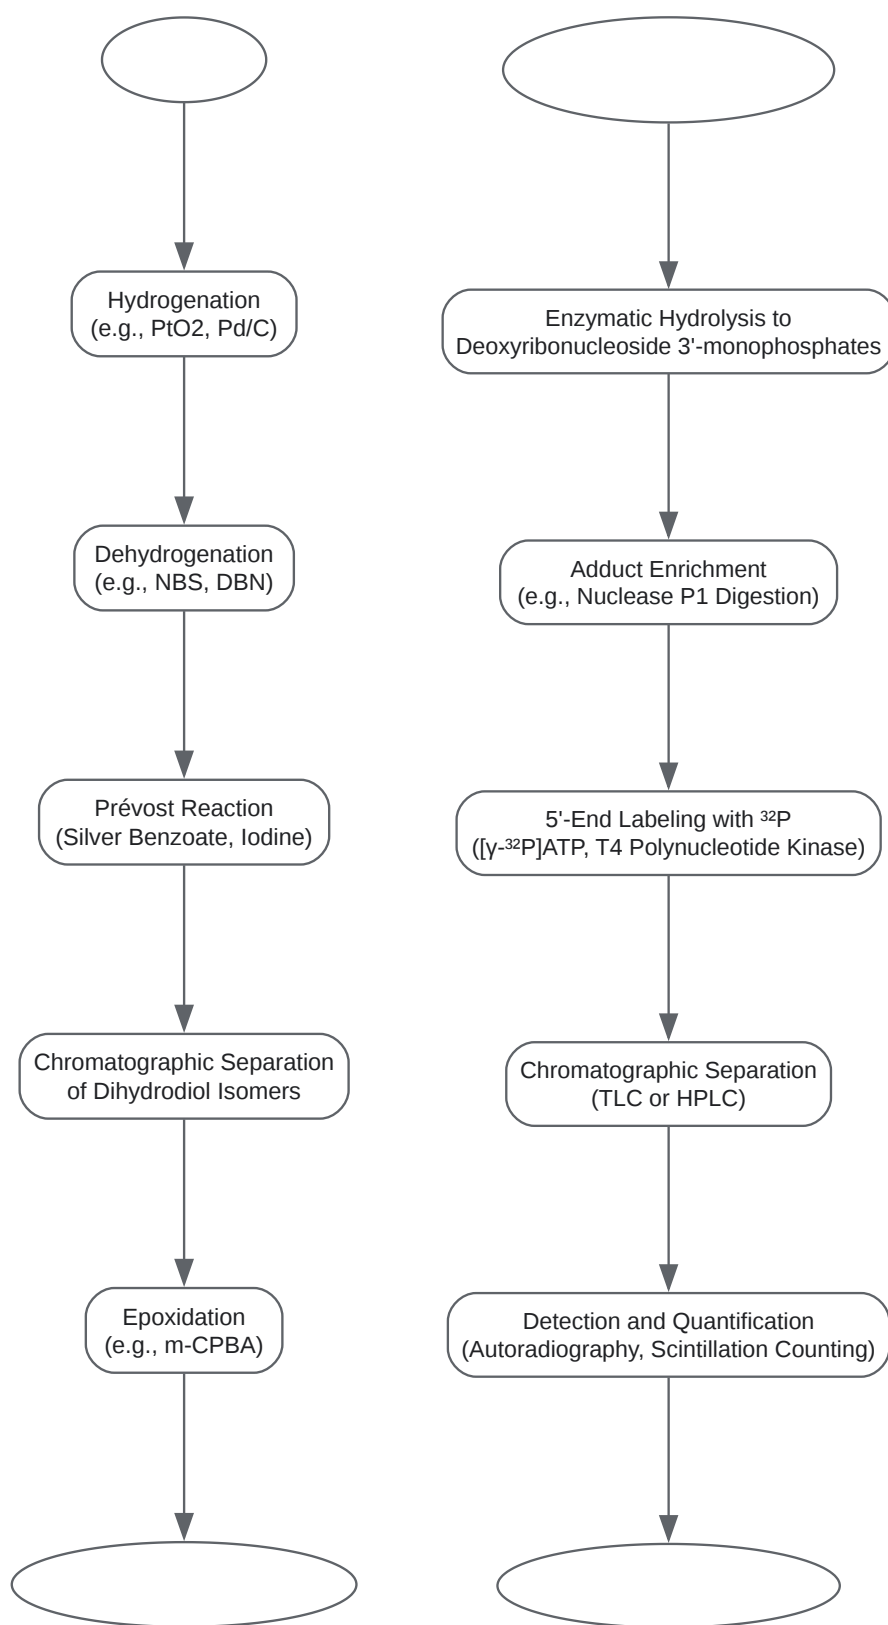 Hydrogenation
(e.g., PtO2, Pd/C)
Dehydrogenation
(e.g., NBS, DBN)
Prévost Reaction
(Silver Benzoate, Iodine)
Chromatographic Separation
of Dihydrodiol Isomers
Epoxidation
(e.g., m-CPBA)
Enzymatic Hydrolysis to
Deoxyribonucleoside 3'-monophosphates
Adduct Enrichment
(e.g., Nuclease P1 Digestion)
5'-End Labeling with ³²P
([γ-³²P]ATP, T4 Polynucleotide Kinase)
Chromatographic Separation
(TLC or HPLC)
Detection and Quantification
(Autoradiography, Scintillation Counting)